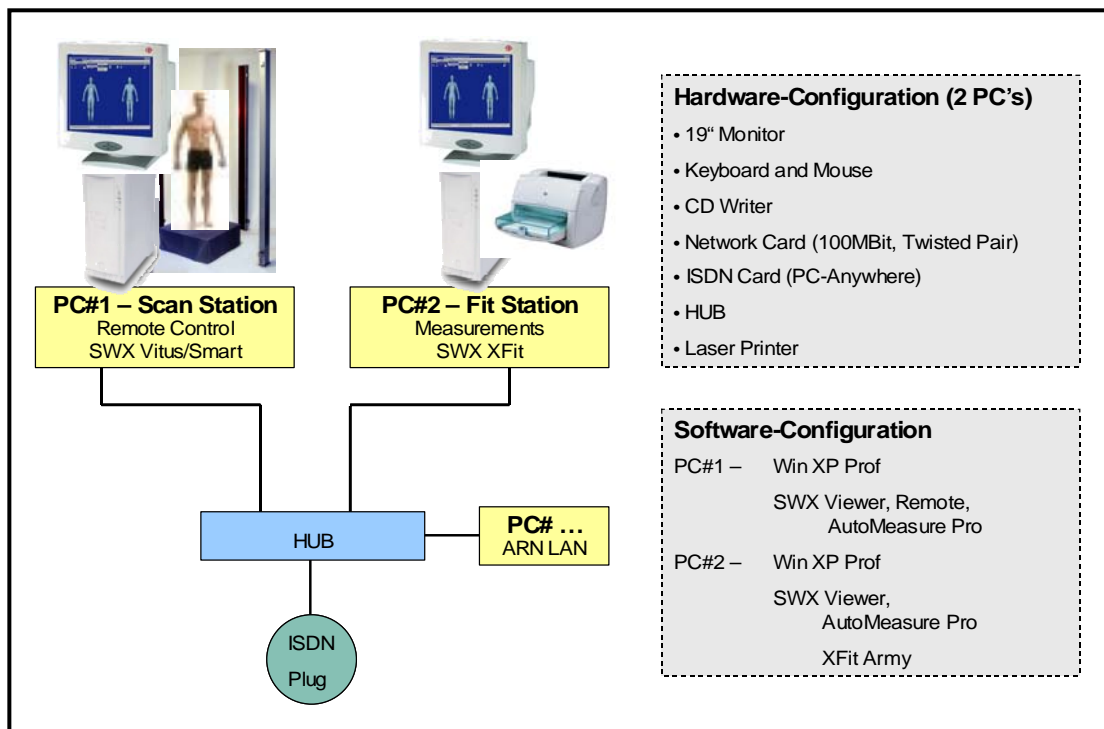 PC#1 – Scan Station
Remote Control
SWX Vitus/Smart
PC#2 – Fit Station
Measurements
SWX XFit
HUB
PC# …
ARN LAN
ISDN
Plug
Hardware-Configuration (2 PC’s)
• 19“ Monitor
• Keyboard and Mouse
• CD Writer
• Network Card (100MBit, Twisted Pair)
• ISDN Card (PC-Anywhere)
• HUB
• Laser Printer
Software-Configuration
PC#1 – Win XP Prof
SWX Viewer, Remote,
AutoMeasure Pro
PC#2 – Win XP Prof
SWX Viewer,
AutoMeasure Pro
XFit Army